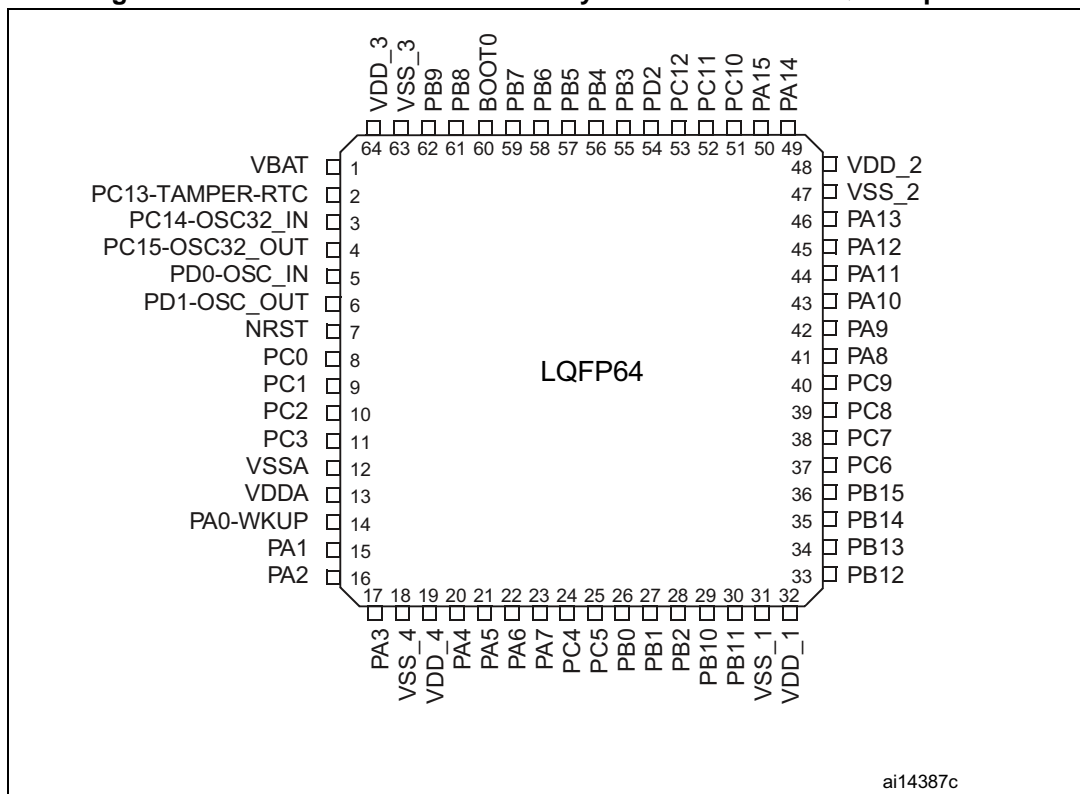 VDD_3
VSS_3
PB9
PB8
BOOT0
PB7
PB6
PB5
PB4
PB3
PD2
PC12
PC11
PC10
PA15
PA14
64 63 62 61 60 59 58 57 56 55 54 53 52 51 50 49
VBAT 1
PC13-TAMPER-RTC 2
PC14-OSC32_IN 3
PC15-OSC32_OUT 4
PD0-OSC_IN 5
PD1-OSC_OUT 6
NRST 7
PC0 8
PC1 9
PC2 10
PC3 11
VSSA 12
VDDA 13
PA0-WKUP 14
PA1 15
PA2 16
LQFP64
48 VDD_2
47 VSS_2
46 PA13
45 PA12
44 PA11
43 PA10
42 PA9
41 PA8
40 PC9
39 PC8
38 PC7
37 PC6
36 PB15
35 PB14
34 PB13
33 PB12
17 18 19 20 21 22 23 24 25 26 27 28 29 30 31 32
PA3
VSS_4
VDD_4
PA4
PA5
PA6
PA7
PC4
PC5
PB0
PB1
PB2
PB10
PB11
VSS_1
VDD_1
ai14387c